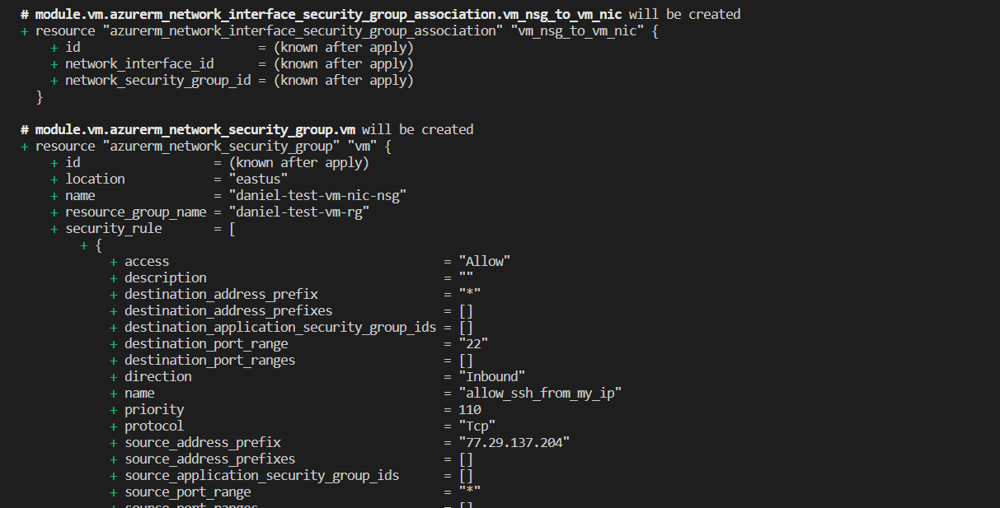 # module.vm.azurerm_network_interface_security_group_association.vm_nsg_to_vm_nic will be created
+ resource "azurerm_network_interface_security_group_association" "vm_nsg_to_vm_nic" {
+ id = (known after apply)
+ network_interface_id = (known after apply)
+ network_security_group_id = (known after apply)
}
# module.vm.azurerm_network_security_group.vm will be created
+ resource "azurerm_network_security_group" "vm" {
+ id = (known after apply)
+ location = "eastus"
+ name = "daniel-test-vm-nic-nsg"
+ resource_group_name = "daniel-test-vm-rg"
+ security_rule = [
+ {
+ access = "Allow"
+ description = ""
+ destination_address_prefix = "*"
+ destination_address_prefixes = []
+ destination_application_security_group_ids = []
+ destination_port_range = "22"
+ destination_port_ranges = []
+ direction = "Inbound"
+ name = "allow_ssh_from_my_ip"
+ priority = 110
+ protocol = "Tcp"
+ source_address_prefix = "77.29.137.204"
+ source_address_prefixes = []
+ source_application_security_group_ids = []
+ source_port_range = "*"
+ source_port_ranges = []